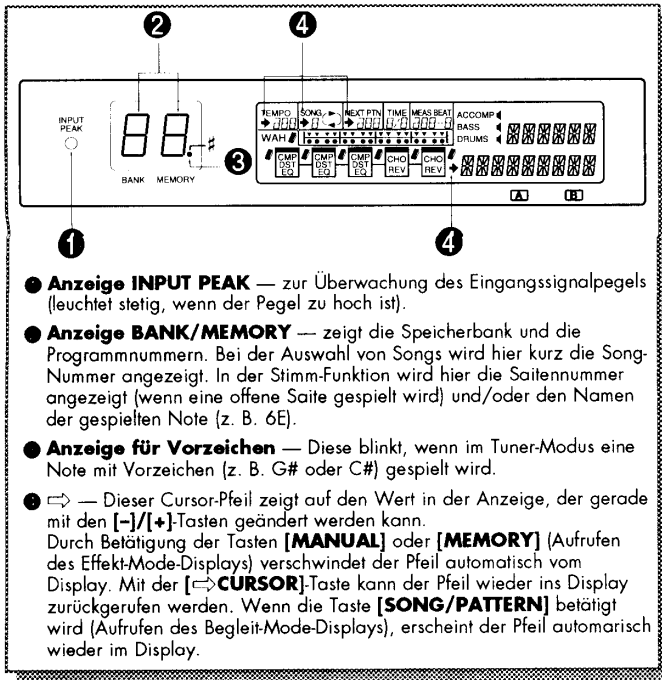 ❷ ❹
INPUT PEAK
BANK MEMORY
♯
❸
TEMPO SONG NEXT PTN TIME MEAS BEAT
WAH
ACCOMP
BASS
DRUMS
CMP DST EQ
CMP DST EQ
CMP DST EQ
CHO REV
CHO REV
A B
❶ ❹
Anzeige INPUT PEAK — zur Überwachung des Eingangssignalpegels
(leuchtet stetig, wenn der Pegel zu hoch ist).
Anzeige BANK/MEMORY — zeigt die Speicherbank und die
Programmnummern. Bei der Auswahl von Songs wird hier kurz die Song-
Nummer angezeigt. In der Stimm-Funktion wird hier die Saitennummer
angezeigt (wenn eine offene Saite gespielt wird) und/oder den Namen
der gespielten Note (z. B. 6E).
Anzeige für Vorzeichen — Diese blinkt, wenn im Tuner-Modus eine
Note mit Vorzeichen (z. B. G# oder C#) gespielt wird.
⇨ — Dieser Cursor-Pfeil zeigt auf den Wert in der Anzeige, der gerade
mit den [–]/[+]-Tasten geändert werden kann.
Durch Betätigung der Tasten [MANUAL] oder [MEMORY] (Aufrufen
des Effekt-Mode-Displays) verschwindet der Pfeil automatisch vom
Display. Mit der [⇨CURSOR]-Taste kann der Pfeil wieder ins Display
zurückgerufen werden. Wenn die Taste [SONG/PATTERN] betätigt
wird (Aufrufen des Begleit-Mode-Displays), erscheint der Pfeil automarisch
wieder im Display.